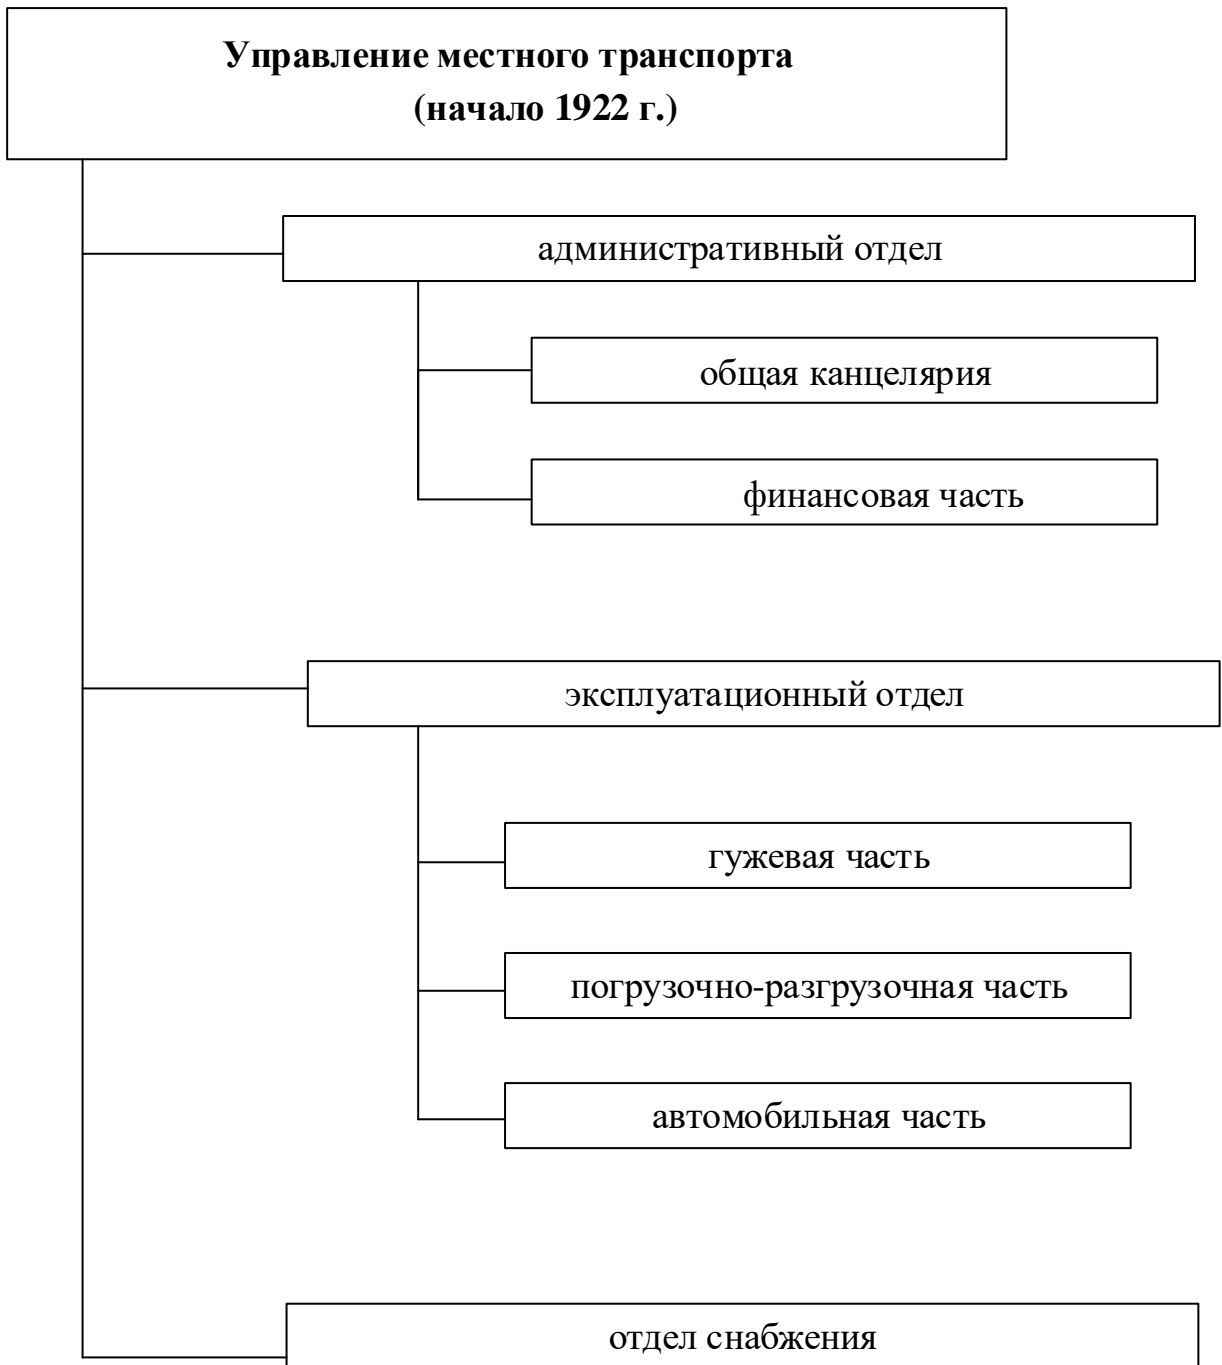 Управление местного транспорта
(начало 1922 г.)
административный отдел
общая канцелярия
финансовая часть
эксплуатационный отдел
гужевая часть
погрузочно-разгрузочная часть
автомобильная часть
отдел снабжения